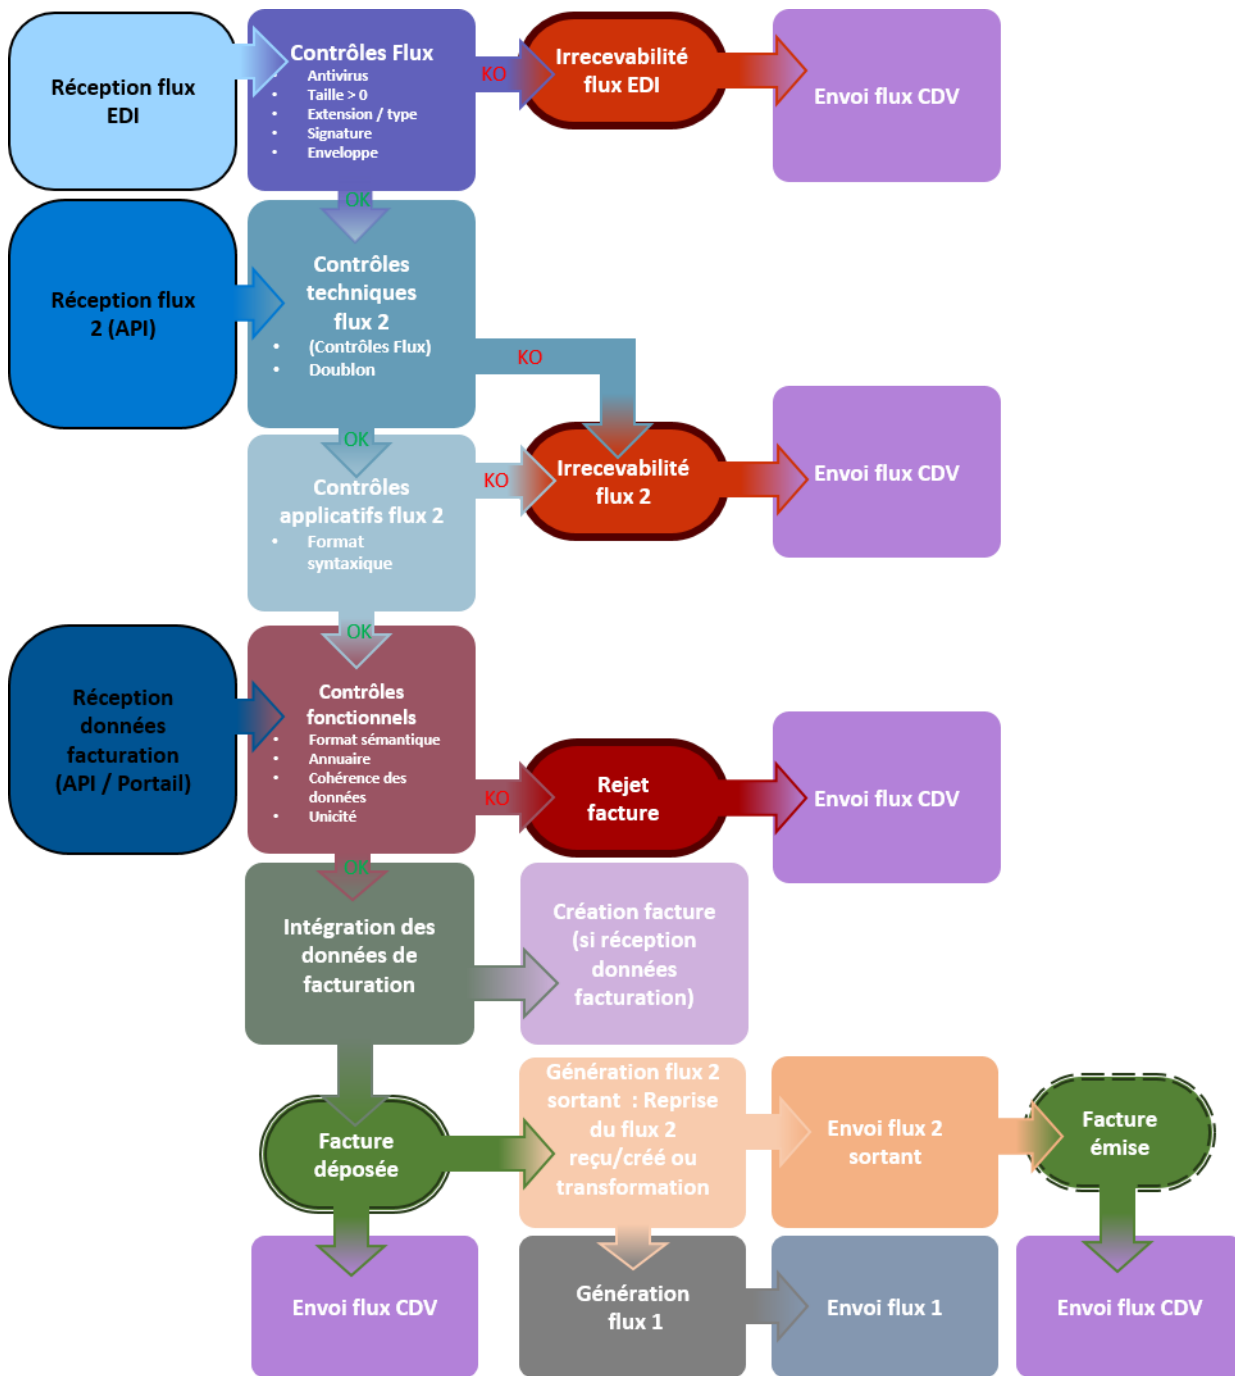 Réception flux
EDI
Contrôles Flux
• Antivirus
• Taille > 0
• Extension / type
• Signature
• Enveloppe
KO
Irrecevabilité
flux EDI
Envoi flux CDV
OK
Réception flux
2 (API)
Contrôles
techniques
flux 2
• (Contrôles Flux)
• Doublon
KO
OK
Contrôles
applicatifs flux 2
• Format
syntaxique
KO
Irrecevabilité
flux 2
Envoi flux CDV
OK
Réception
données
facturation
(API / Portail)
Contrôles
fonctionnels
• Format sémantique
• Annuaire
• Cohérence des
données
• Unicité
KO
Rejet
facture
Envoi flux CDV
OK
Intégration des
données de
facturation
Création facture
(si réception
données
facturation)
Facture
déposée
Génération flux 2
sortant : Reprise
du flux 2
reçu/créé ou
transformation
Envoi flux 2
sortant
Facture
émise
Envoi flux CDV
Génération
flux 1
Envoi flux 1
Envoi flux CDV